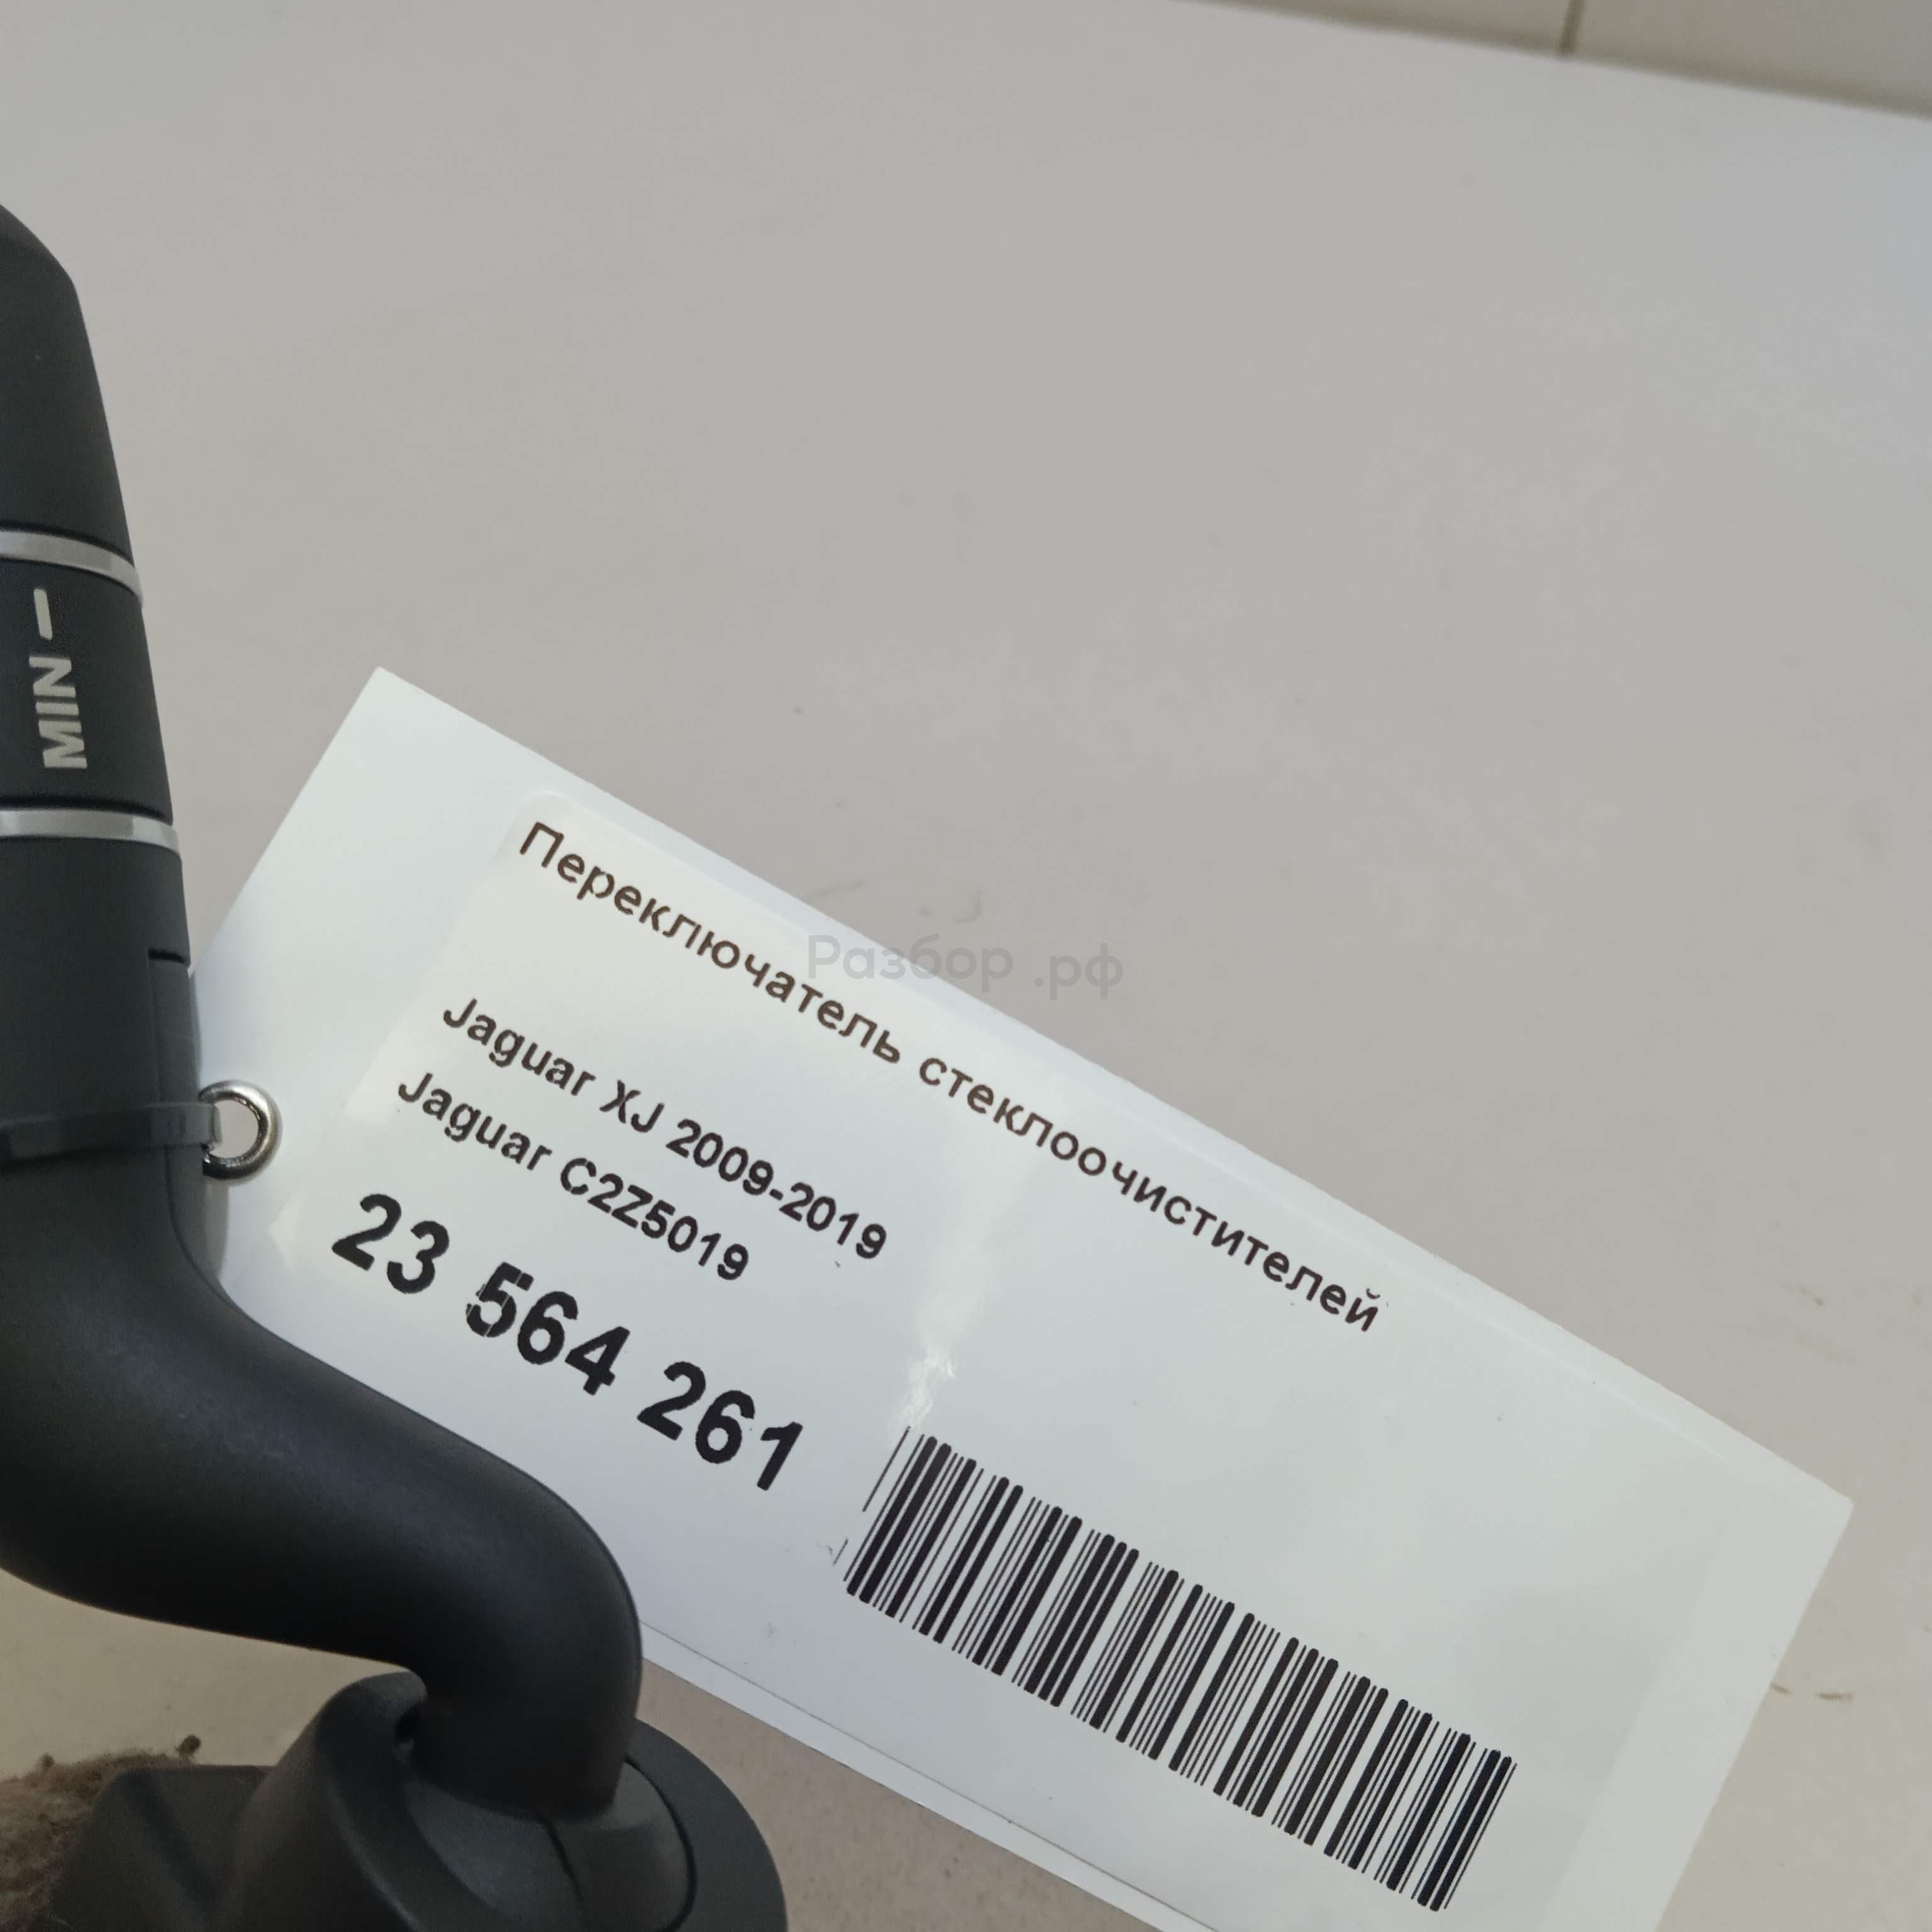 MIN
Переключатель стеклоочистителей
Разбор.рф
Jaguar XJ 2009-2019
Jaguar C2Z5019
23 564 261